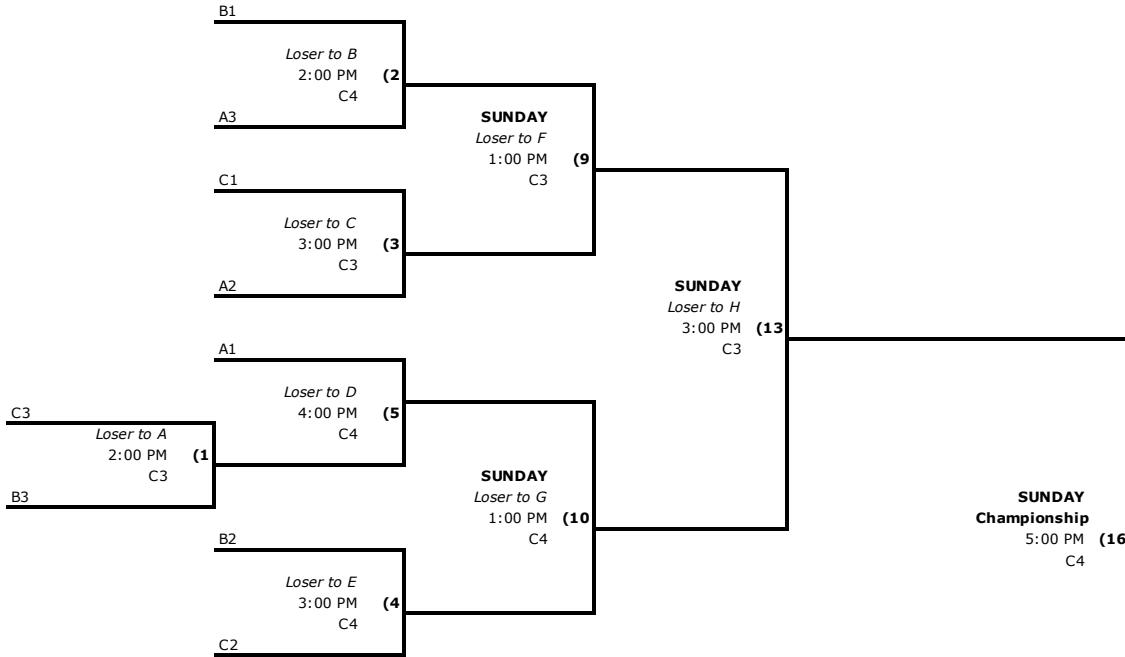 B1
Loser to B
2:00 PM (2
C4
A3
SUNDAY
Loser to F
1:00 PM (9
C3
C1
Loser to C
3:00 PM (3
C3
A2
SUNDAY
Loser to H
3:00 PM (13
C3
A1
Loser to D
4:00 PM (5
C4
C3
Loser to A
2:00 PM (1
C3
B3
SUNDAY
Loser to G
1:00 PM (10
C4
B2
Loser to E
3:00 PM (4
C4
C2
SUNDAY
Championship
5:00 PM (16
C4